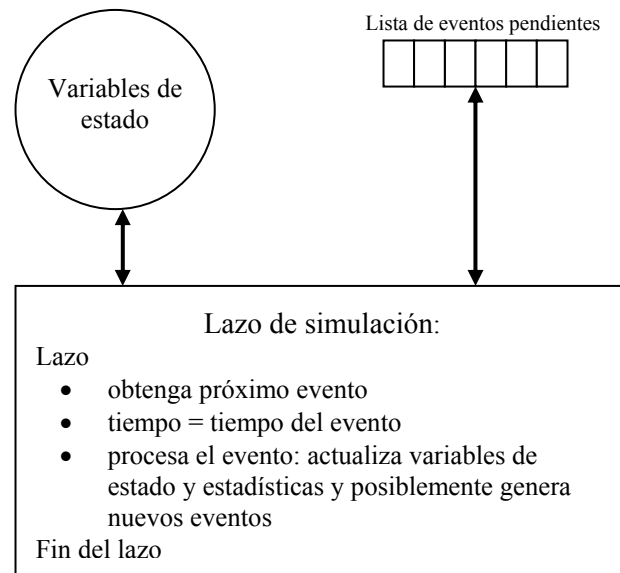 Lista de eventos pendientes
Variables de
estado
Lazo de simulación:
Lazo
• obtenga próximo evento
• tiempo = tiempo del evento
• procesa el evento: actualiza variables de
estado y estadísticas y posiblemente genera
nuevos eventos
Fin del lazo